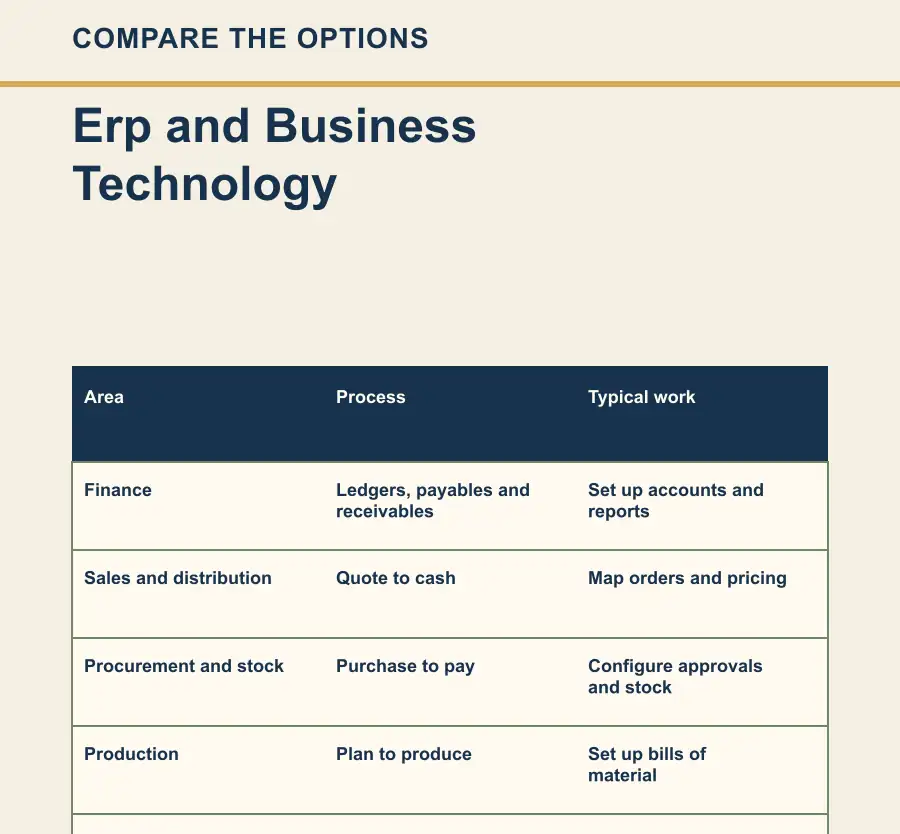 COMPARE THE OPTIONS
Erp and Business
Technology
Area Process Typical work
Finance Ledgers, payables and Set up accounts and
receivables reports
Sales and distribution Quote to cash Map orders and pricing
Procurement and stock Purchase to pay Configure approvals
and stock
Production Plan to produce Set up bills of
material